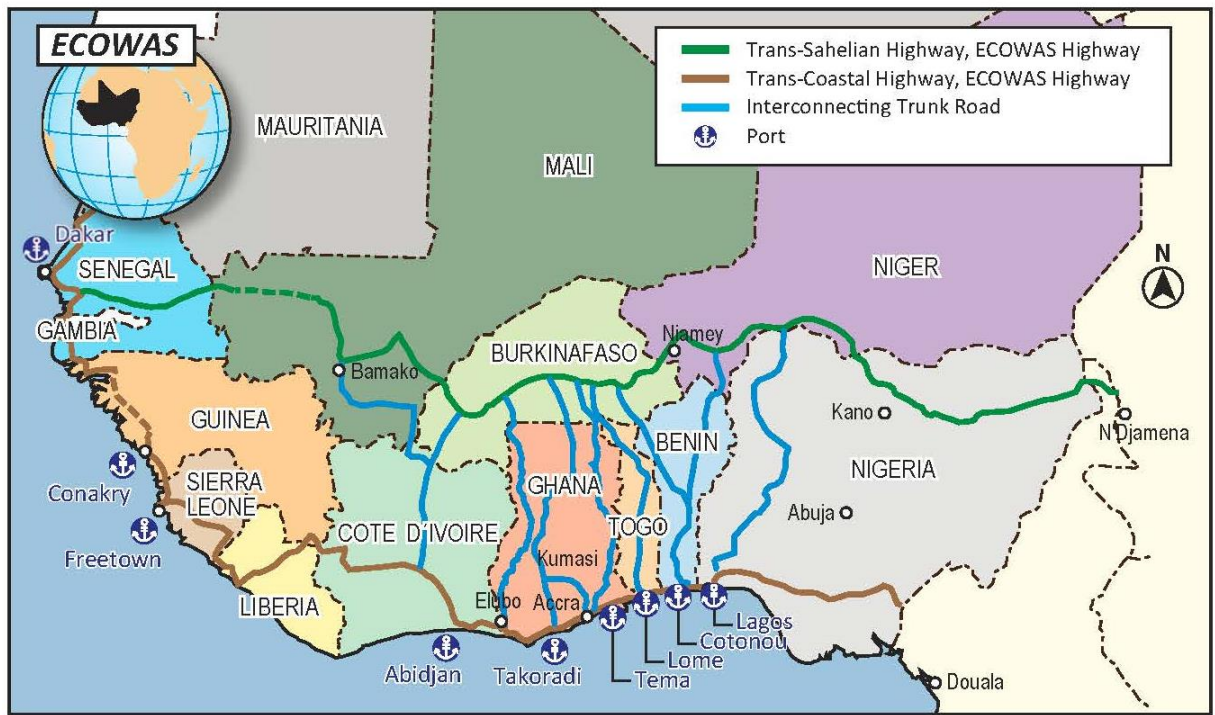 ECOWAS
Trans-Sahelian Highway, ECOWAS Highway
Trans-Coastal Highway, ECOWAS Highway
Interconnecting Trunk Road
Port
MAURITANIA
MALI
NIGER
N
Dakar
SENEGAL
GAMBIA
Bamako
BURKINAFASO
Niamey
GUINEA
Kano
N'Djamena
BENIN
NIGERIA
Conakry
SIERRA
LEONE
GHANA
Abuja
COTE D'IVOIRE
TOGO
Freetown
Kumasi
LIBERIA
Elubo
Accra
Lagos
Cotonou
Lome
Tema
Abidjan
Takoradi
Douala